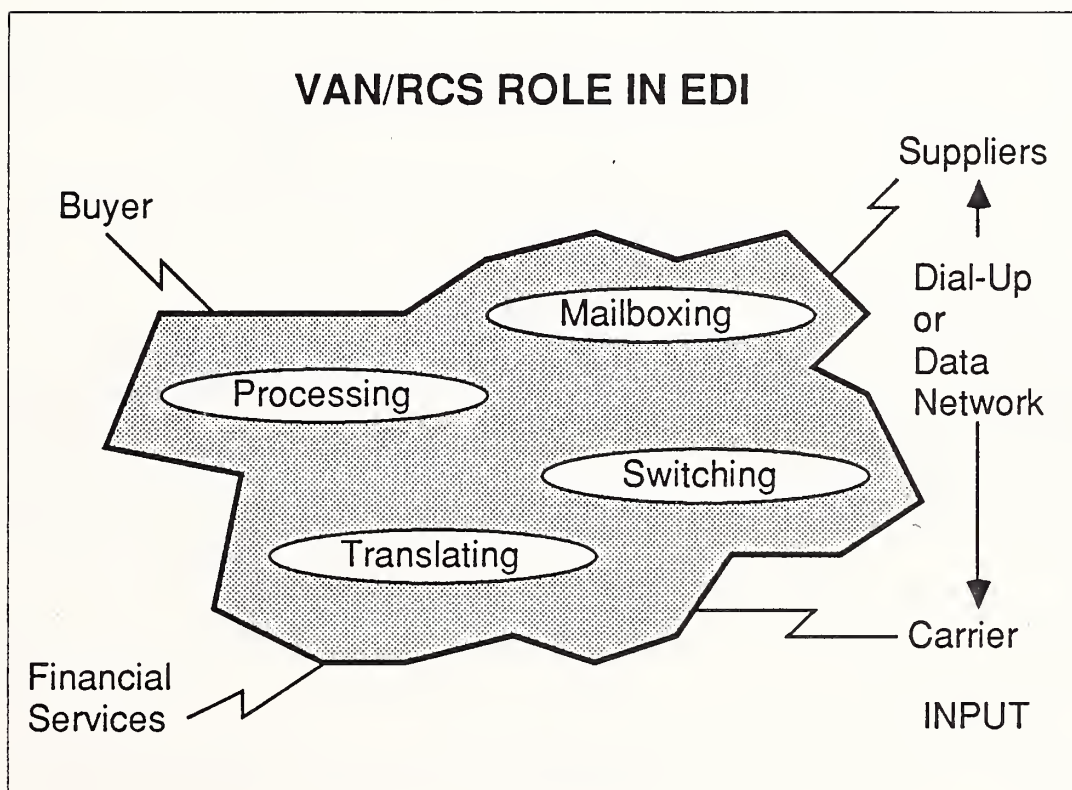 VAN/RCS ROLE IN EDI
Suppliers
Buyer
Dial-Up
or
Data
Network
Mailboxing
Processing
Switching
Translating
Carrier
Financial
Services
INPUT